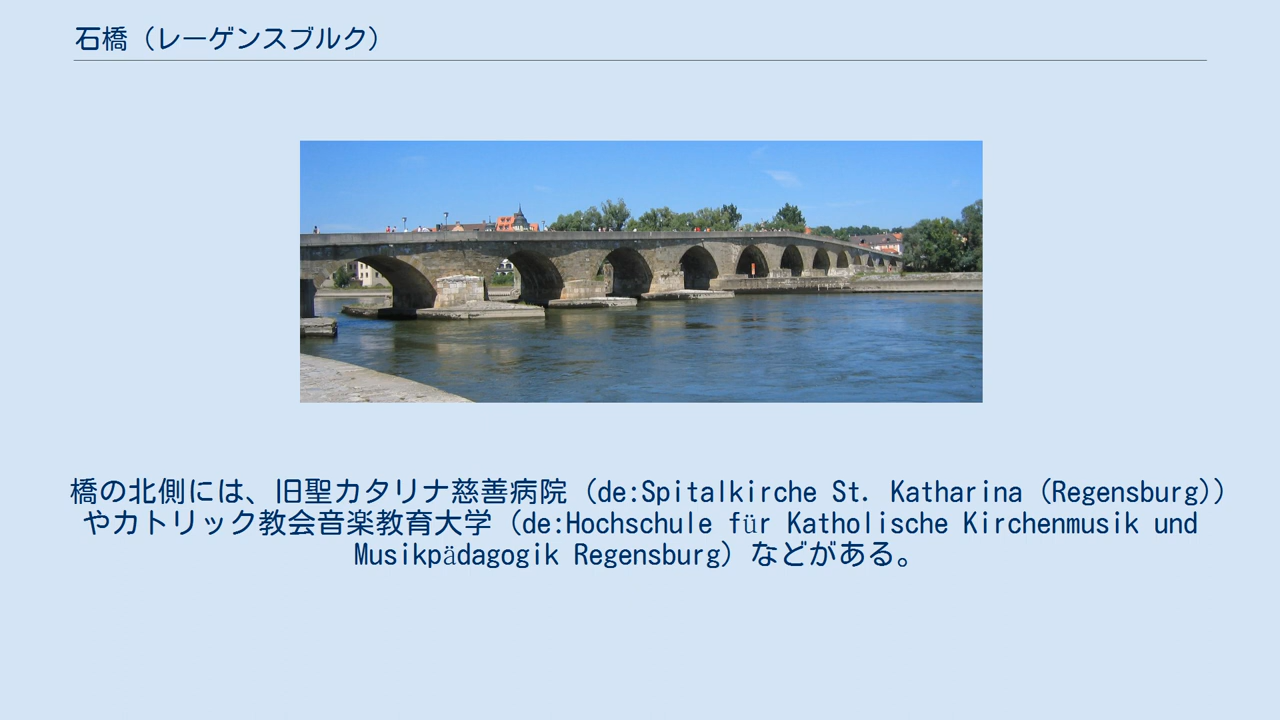 石橋（レーゲンスブルク）
橋の北側には、旧聖カタリナ慈善病院（de:Spitalkirche St. Katharina (Regensburg)）
やカトリック教会音楽教育大学（de:Hochschule für Katholische Kirchenmusik und
Musikpädagogik Regensburg）などがある。